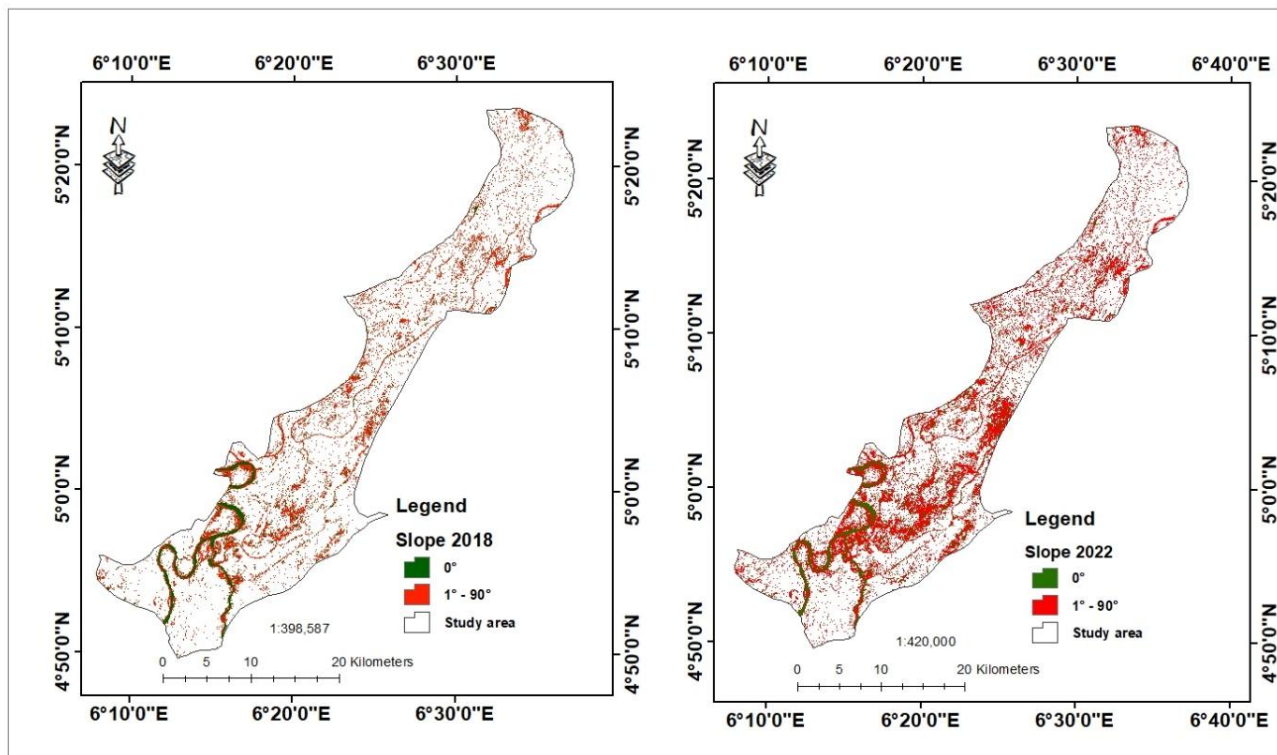 6°10'0"E 6°20'0"E 6°30'0"E
N
5°20'0"N
5°10'0"N
5°0'0"N
4°50'0"N
5°20'0"N
5°10'0"N
5°0'0"N
4°50'0"N
Legend
Slope 2018
0°
1° - 90°
Study area
1:398,587
0 5 10 20 Kilometers
6°10'0"E 6°20'0"E 6°30'0"E
6°10'0"E 6°20'0"E 6°30'0"E 6°40'0"E
N
5°20'0"N
5°10'0"N
5°0'0"N
4°50'0"N
5°20'0"N
5°10'0"N
5°0'0"N
4°50'0"N
Legend
Slope 2022
0°
1° - 90°
Study area
1:420,000
0 5 10 20 Kilometers
6°10'0"E 6°20'0"E 6°30'0"E 6°40'0"E